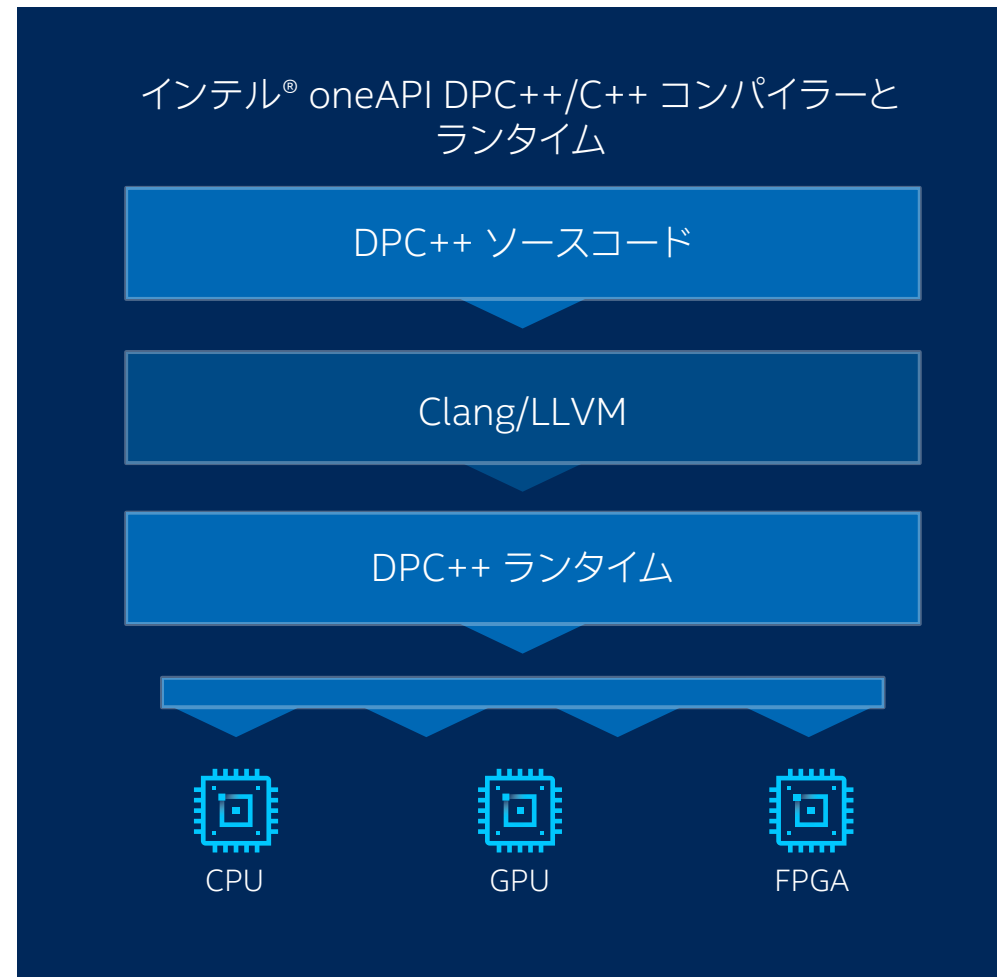 インテル® oneAPI DPC++/C++ コンパイラーと
ランタイム
DPC++ ソースコード
Clang/LLVM
DPC++ ランタイム
CPU
GPU
FPGA